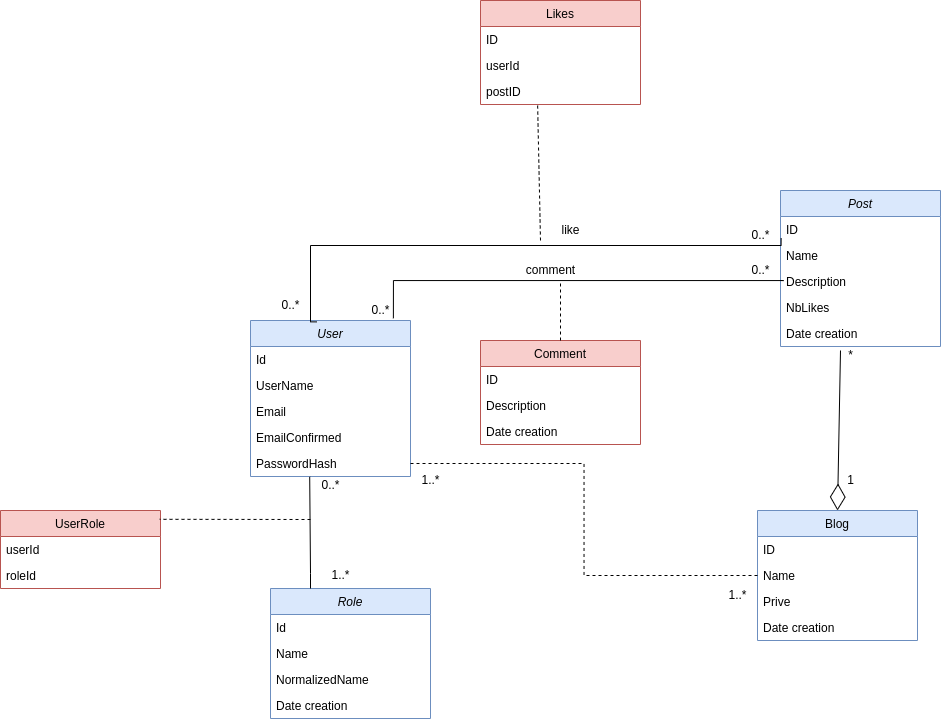 Likes
ID
userId
postID
Post
ID
Name
Description
NbLikes
Date creation
like
0..*
comment
0..*
0..*
0..*
User
Id
UserName
Email
EmailConfirmed
PasswordHash
Comment
ID
Description
Date creation
*
1
0..*
1..*
UserRole
userId
roleId
Blog
ID
Name
Prive
Date creation
1..*
1..*
Role
Id
Name
NormalizedName
Date creation